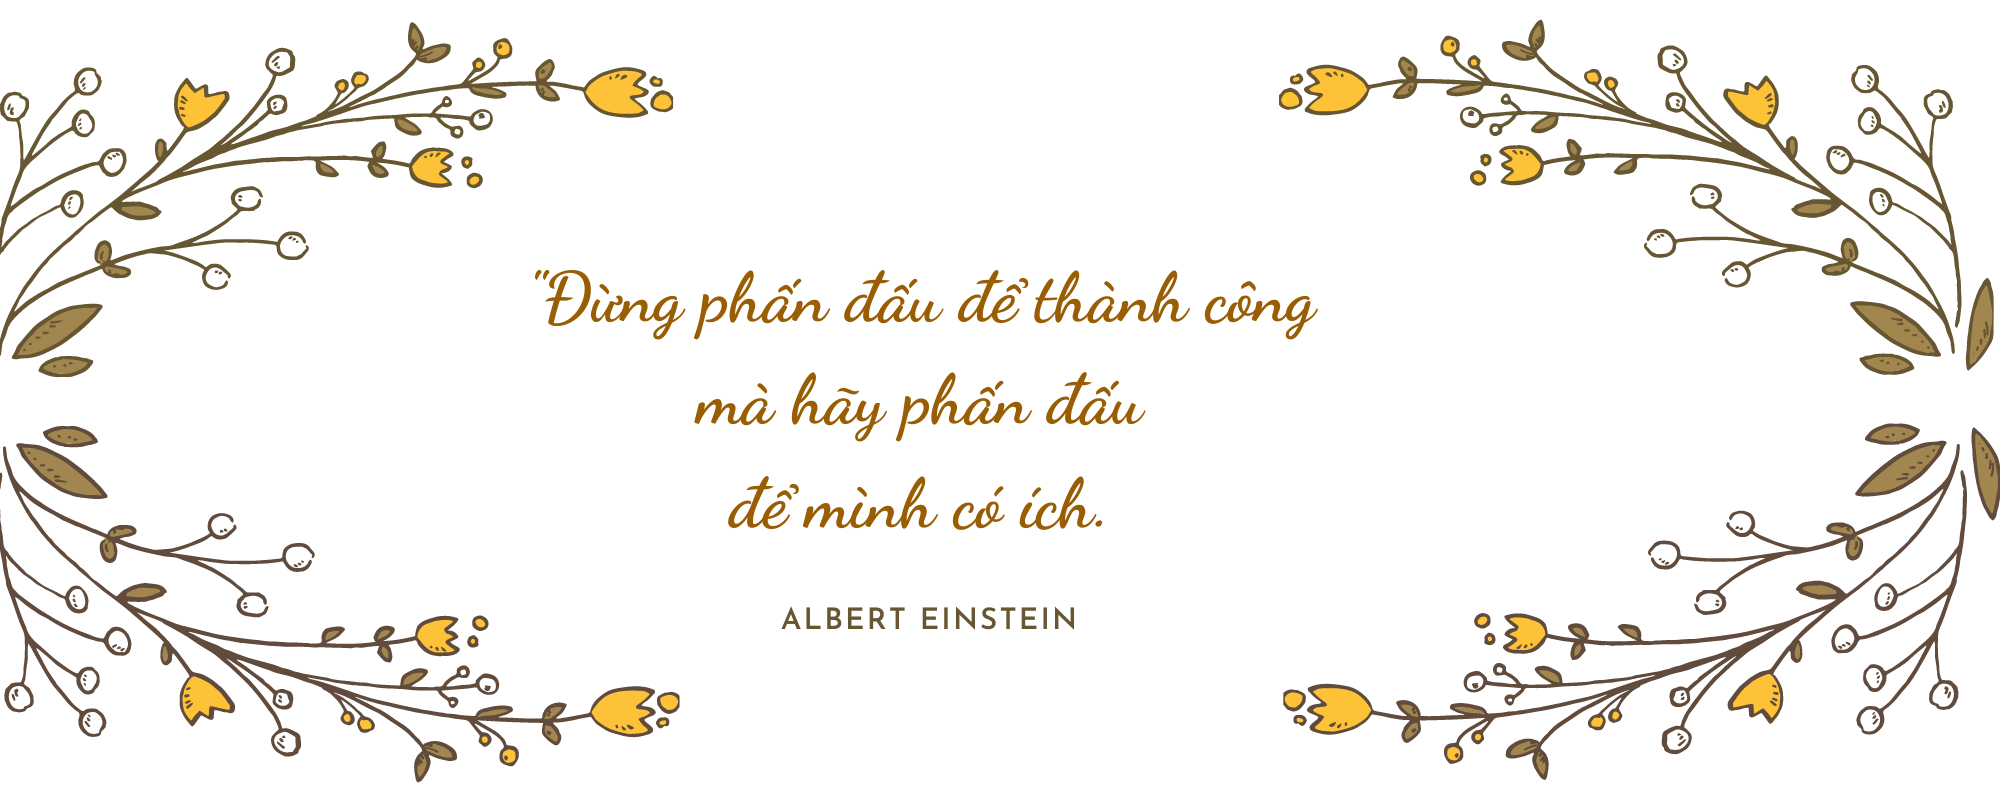 "Đừng phấn đấu để thành công
mà hãy phấn đấu
để mình có ích.
ALBERT EINSTEIN